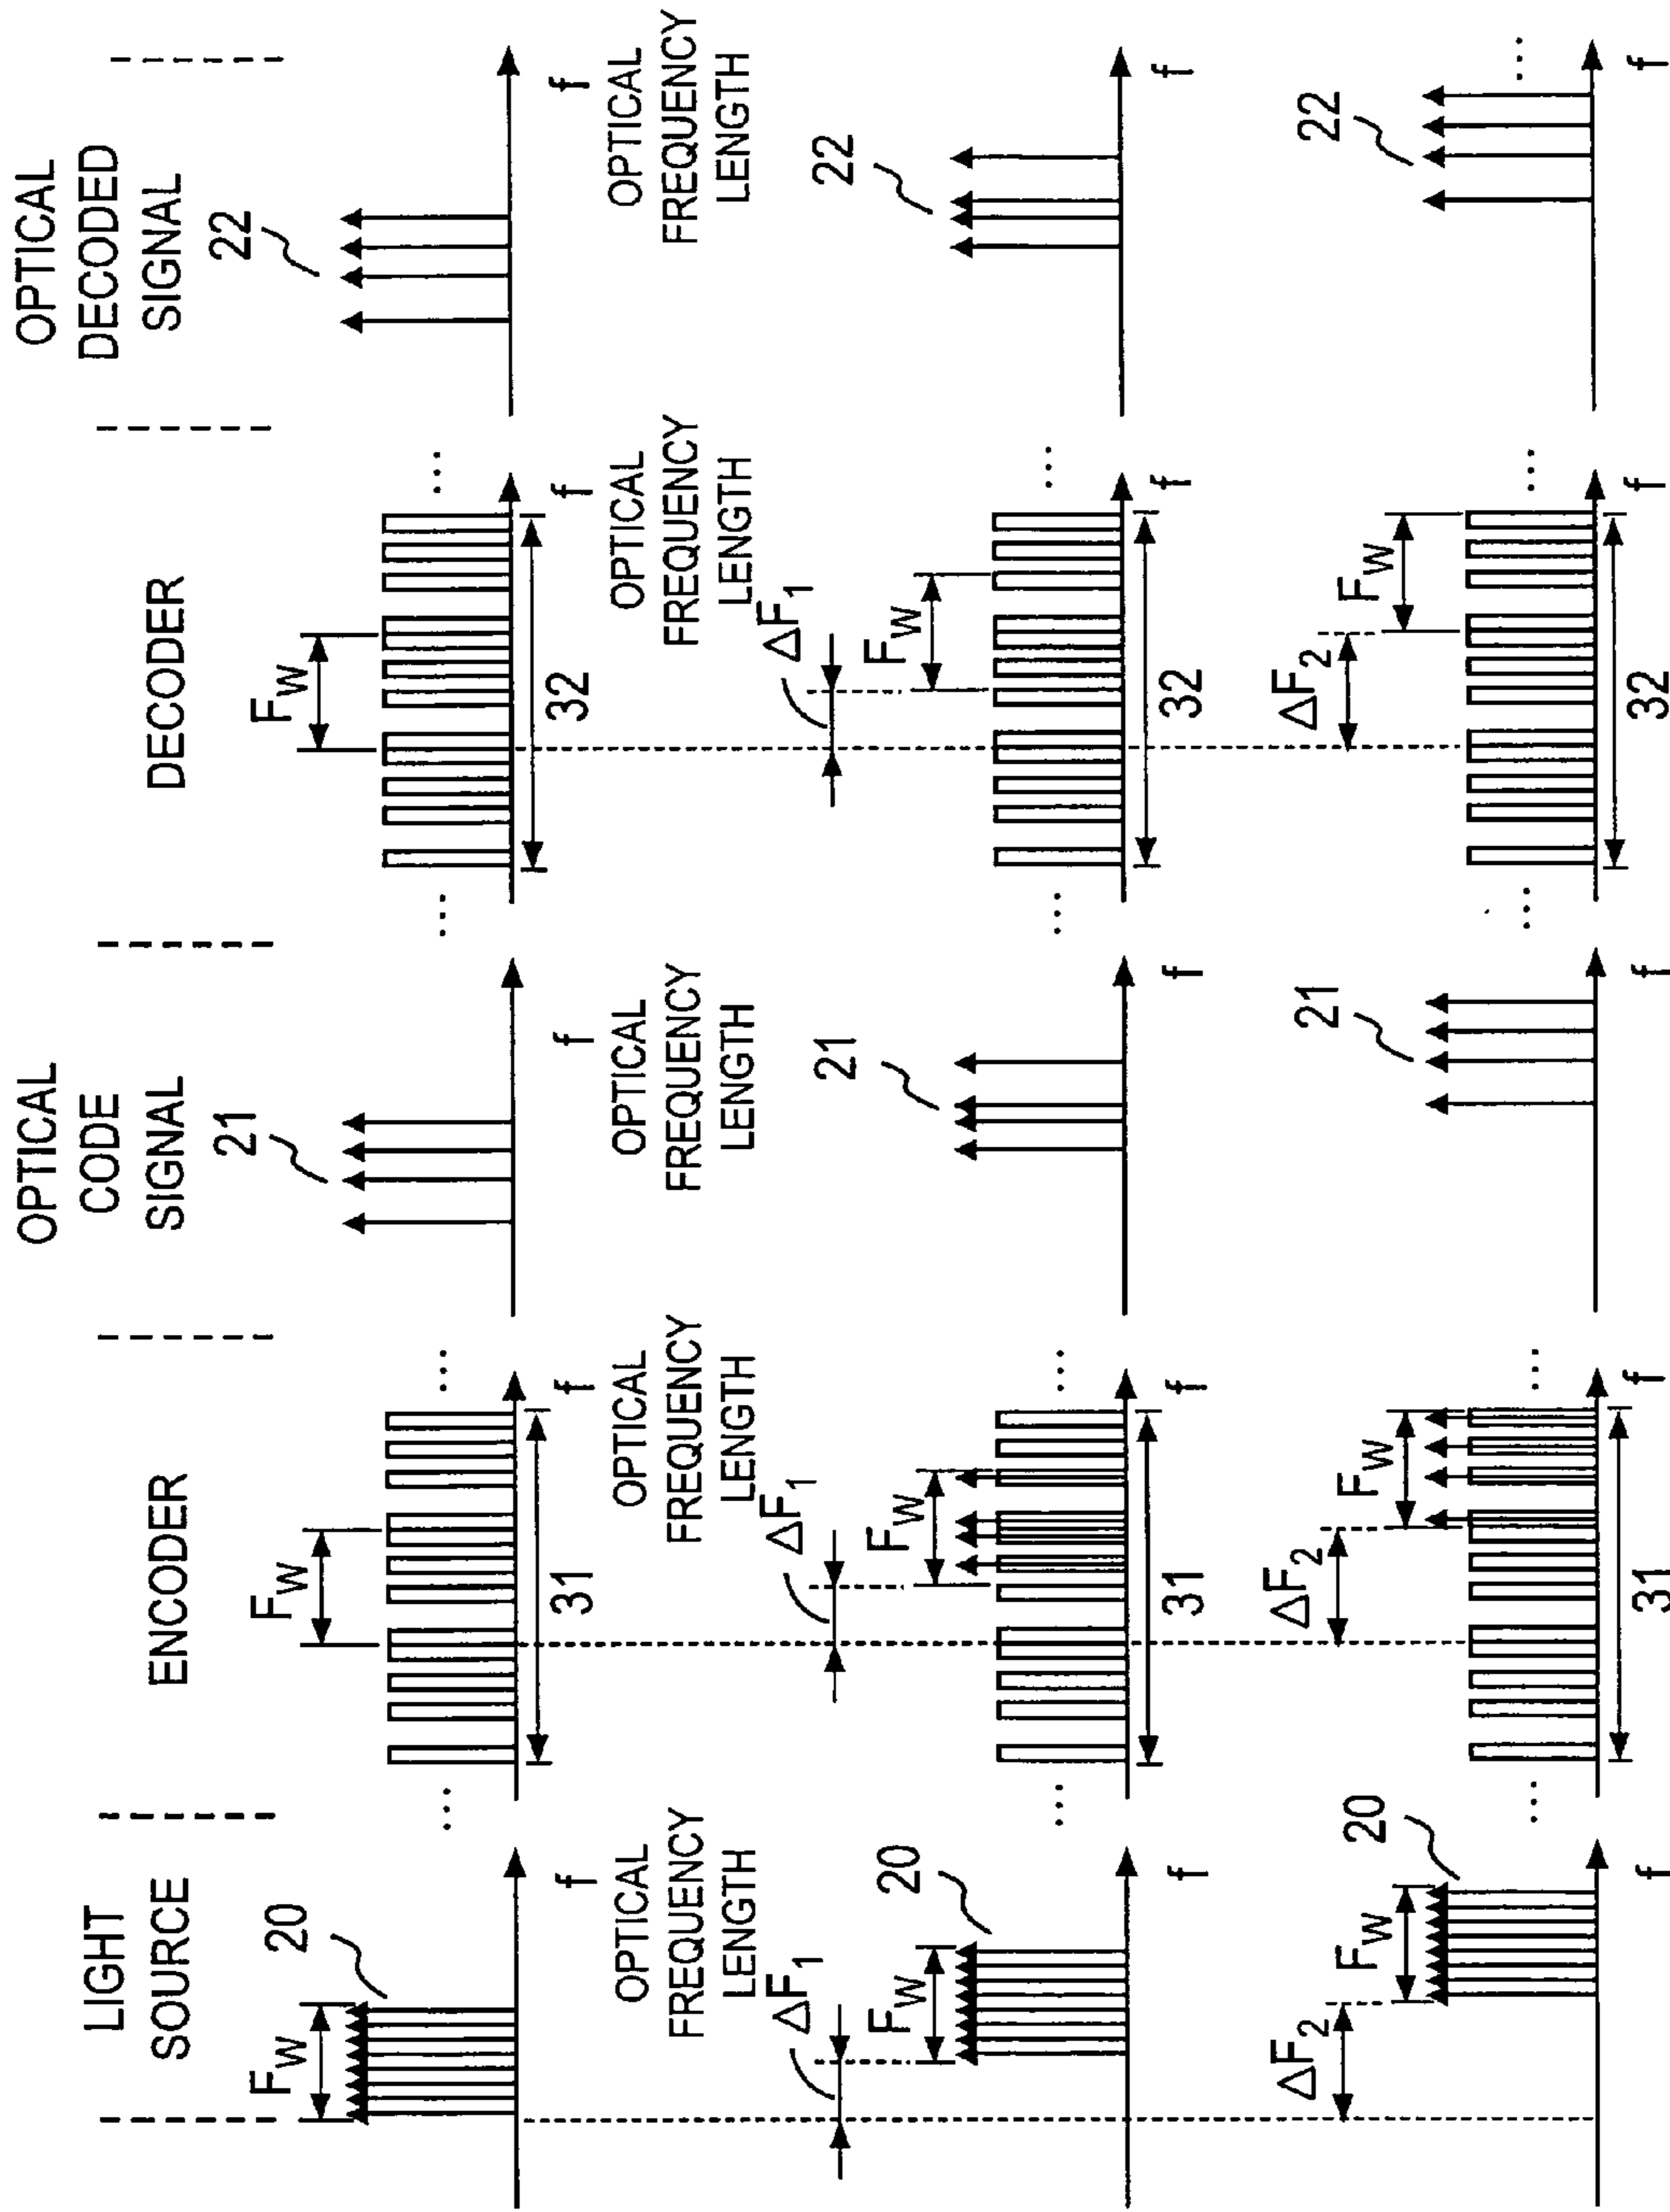 LIGHT
SOURCE
ENCODER
OPTICAL
CODE
SIGNAL
DECODER
OPTICAL
DECODED
SIGNAL
F_W
20
f
OPTICAL
FREQUENCY
LENGTH
...
F_W
...
31
f
OPTICAL
FREQUENCY
LENGTH
21
f
OPTICAL
FREQUENCY
LENGTH
...
F_W
...
32
f
OPTICAL
FREQUENCY
LENGTH
22
f
OPTICAL
FREQUENCY
LENGTH
ΔF_1
F_W
20
f
...
ΔF_1
F_W
...
31
f
21
f
...
ΔF_1
F_W
...
32
f
22
f
ΔF_2
F_W
20
f
...
ΔF_2
F_W
...
31
f
21
f
...
ΔF_2
F_W
...
32
f
22
...
f